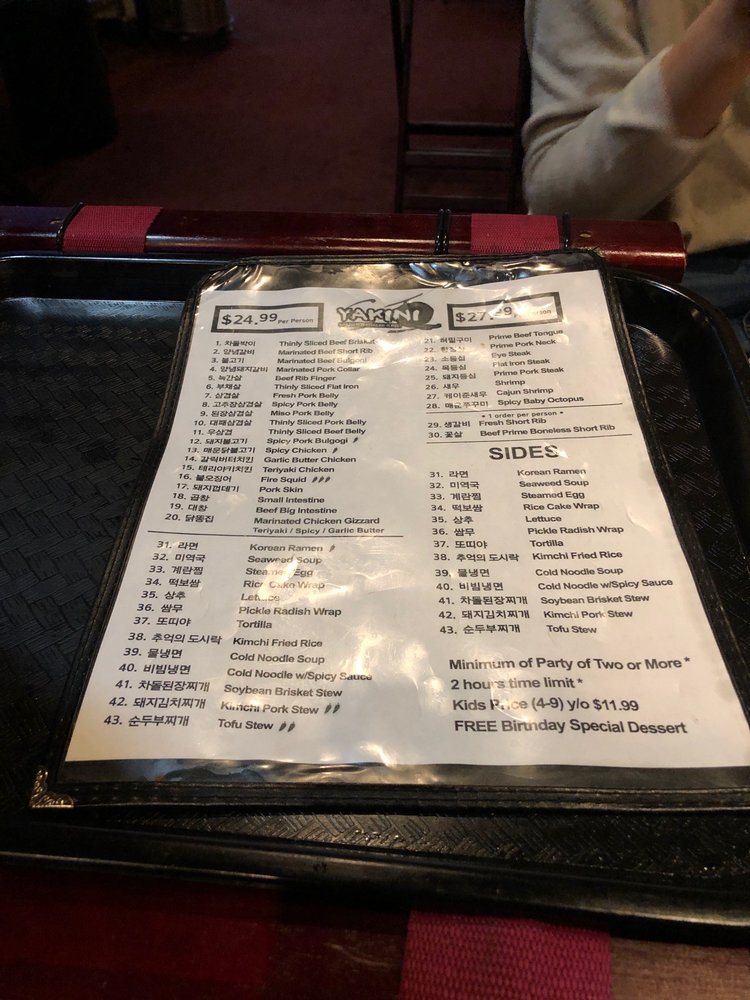 $24.99 Per Person
1. 차돌박이 Thinly Sliced Beef Brisket
2. 양념갈비 Marinated Beef Short Rib
3. 불고기 Marinated Beef Bulgogi
4. 양념돼지갈비 Marinated Pork Collar
5. 늑간살 Beef Rib Finger
6. 부채살 Thinly Sliced Flat Iron
7. 삼겹살 Fresh Pork Belly
8. 고추장삼겹살 Spicy Pork Belly
9. 된장삼겹살 Miso Pork Belly
10. 대패삼겹살 Thinly Sliced Pork Belly
11. 우삼겹 Thinly Sliced Beef Belly
12. 돼지불고기 Spicy Pork Bulgogi
13. 매운닭불고기 Spicy Chicken
14. 갈릭버터치킨 Garlic Butter Chicken
15. 테리야키치킨 Teriyaki Chicken
16. 불오징어 Fire Squid
17. 돼지껍데기 Pork Skin
18. 곱창 Small Intestine
19. 대창 Beef Big Intestine
20. 닭똥집 Marinated Chicken Gizzard
Teriyaki / Spicy / Garlic Butter
31. 라면 Korean Ramen
32. 미역국 Seaweed Soup
33. 계란찜 Steamed Egg
34. 떡보쌈 Rice Cake Wrap
35. 상추 Lettuce
36. 쌈무 Pickle Radish Wrap
37. 또띠야 Tortilla
38. 추억의 도시락 Kimchi Fried Rice
39. 물냉면 Cold Noodle Soup
40. 비빔냉면 Cold Noodle w/Spicy Sauce
41. 차돌된장찌개 Soybean Brisket Stew
42. 돼지김치찌개 Kimchi Pork Stew
43. 순두부찌개 Tofu Stew
YAKINI
Person
21. 혀밑구미 Prime Beef Tongue
22. Prime Pork Neck
23. 소등심 Eye Steak
24. 목등심 Flat Iron Steak
25. 돼지등심 Prime Pork Steak
26. 새우 Shrimp
27. 케이준새우 Cajun Shrimp
28. Spicy Baby Octopus
* 1 order per person *
29. 생갈비 Fresh Short Rib
30. 꽃살 Beef Prime Boneless Short Rib
SIDES
31. 라면 Korean Ramen
32. 미역국 Seaweed Soup
33. 계란찜 Steamed Egg
34. 떡보쌈 Rice Cake Wrap
35. 상추 Lettuce
36. 쌈무 Pickle Radish Wrap
37. 또띠야 Tortilla
38. 추억의 도시락 Kimchi Fried Rice
39. 물냉면 Cold Noodle Soup
40. 비빔냉면 Cold Noodle w/Spicy Sauce
41. 차돌된장찌개 Soybean Brisket Stew
42. 돼지김치찌개 Kimchi Pork Stew
43. 순두부찌개 Tofu Stew
Minimum of Party of Two or More *
2 hours time limit *
Kids Price (4-9) y/o $11.99
FREE Birthday Special Dessert